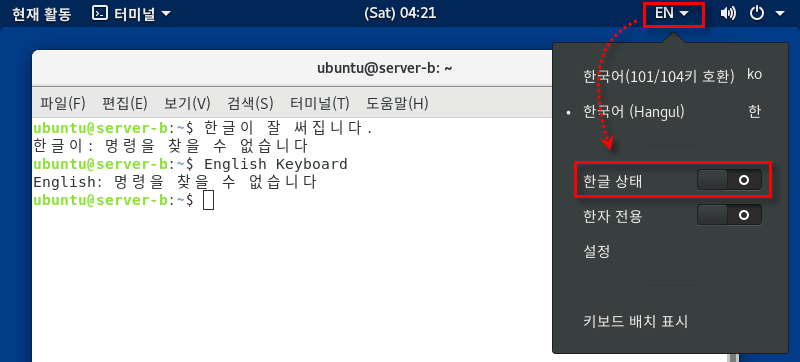 현재 활동 터미널 (Sat) 04:21 EN
ubuntu@server-b: ~
파일(F) 편집(E) 보기(V) 검색(S) 터미널(T) 도움말(H)
ubuntu@server-b:~$ 한글이 잘 써집니다.
한글이: 명령을 찾을 수 없습니다
ubuntu@server-b:~$ English Keyboard
English: 명령을 찾을 수 없습니다
ubuntu@server-b:~$
한국어(101/104키 호환) ko
• 한국어 (Hangul) 한
한글 상태
한자 전용
설정
키보드 배치 표시